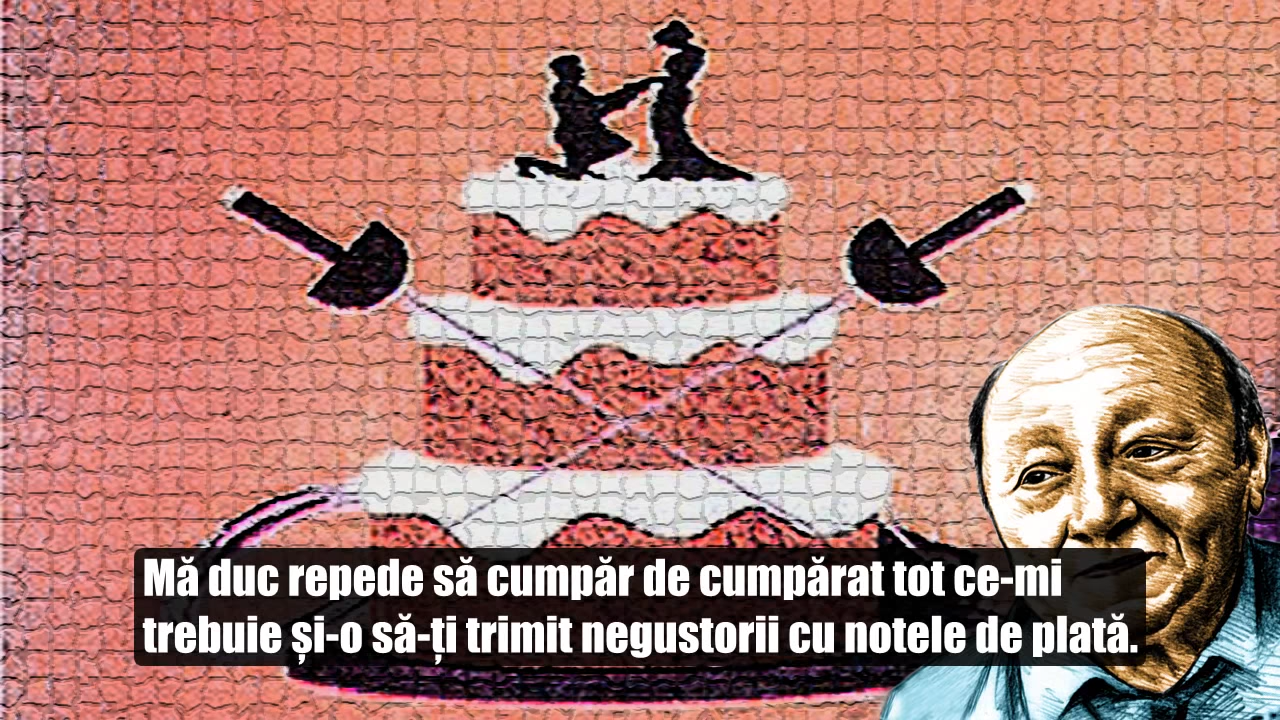 Mă duc repede să cumpăr de cumpărat tot ce-mi
trebuie și-o să-ți trimit negustorii cu notele de plată.